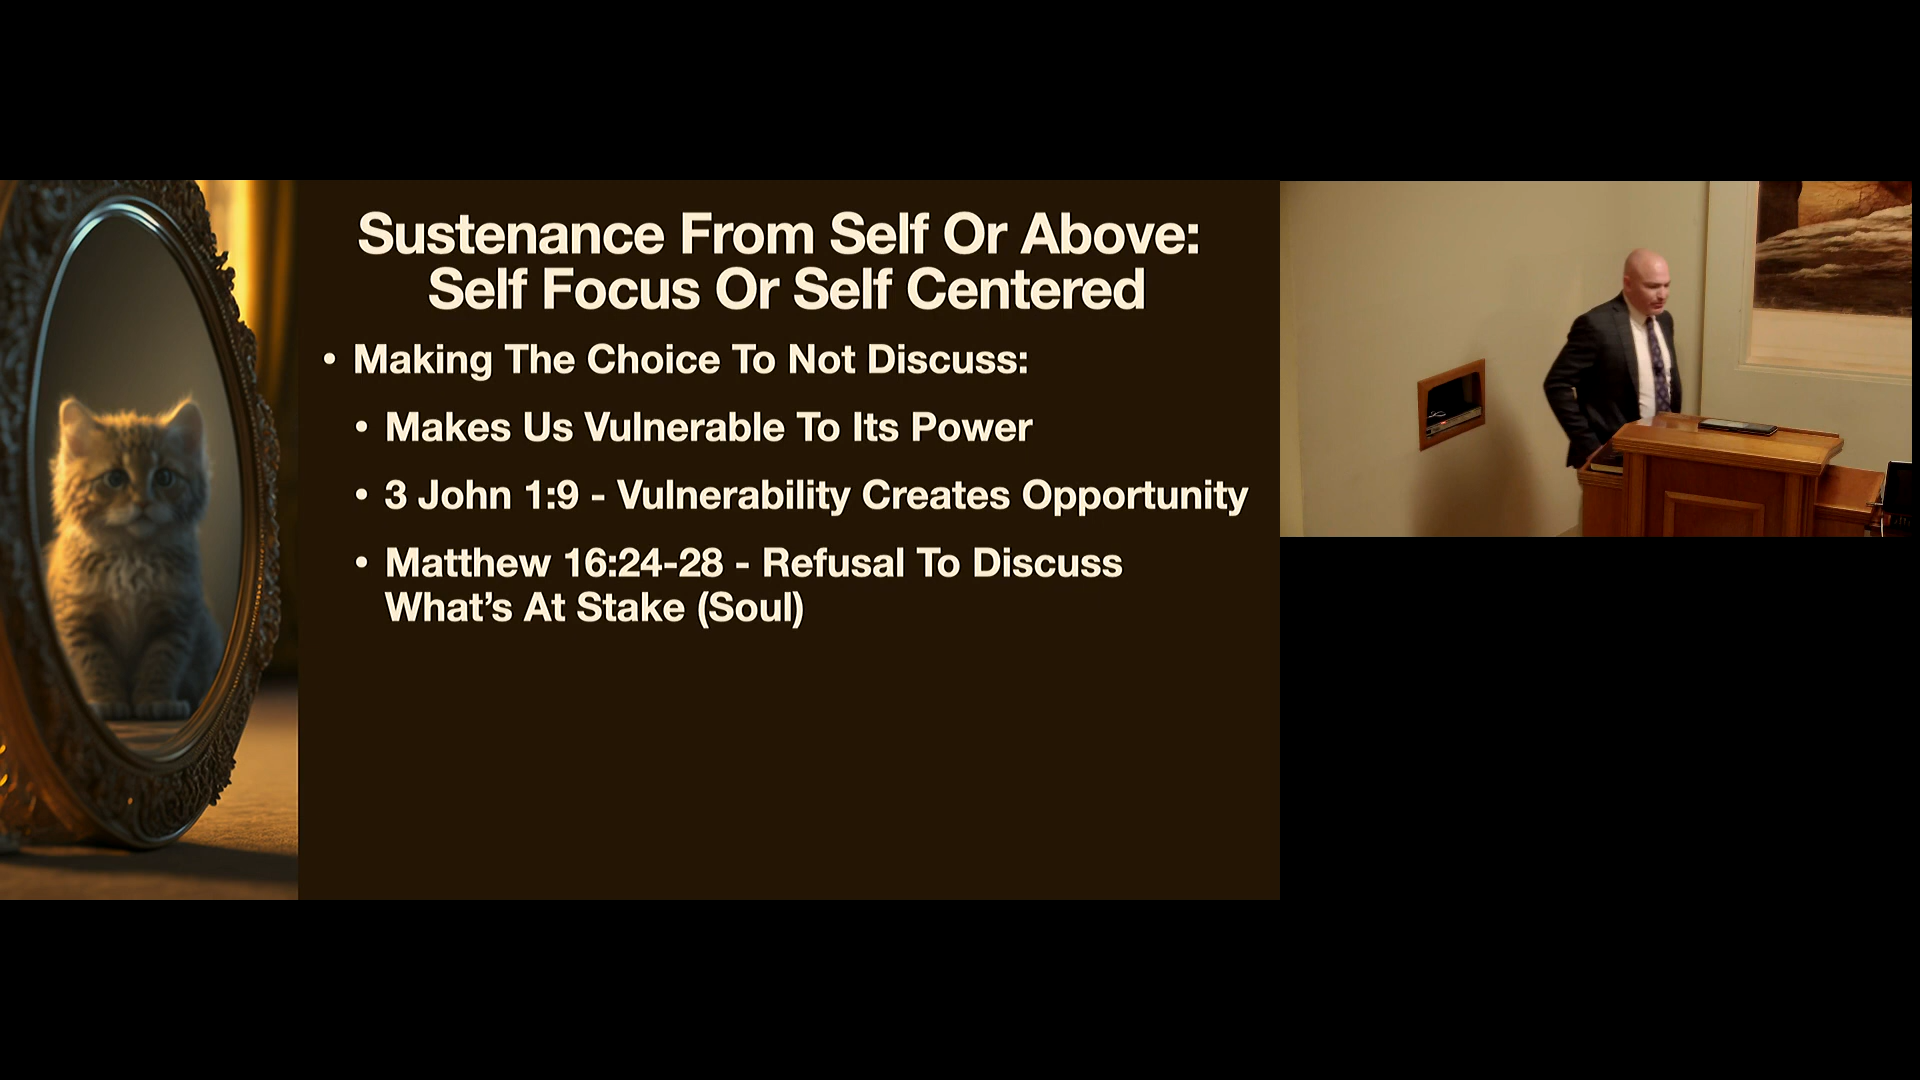 Sustenance From Self Or Above:
Self Focus Or Self Centered
• Making The Choice To Not Discuss:
• Makes Us Vulnerable To Its Power
• 3 John 1:9 - Vulnerability Creates Opportunity
• Matthew 16:24-28 - Refusal To Discuss
What’s At Stake (Soul)